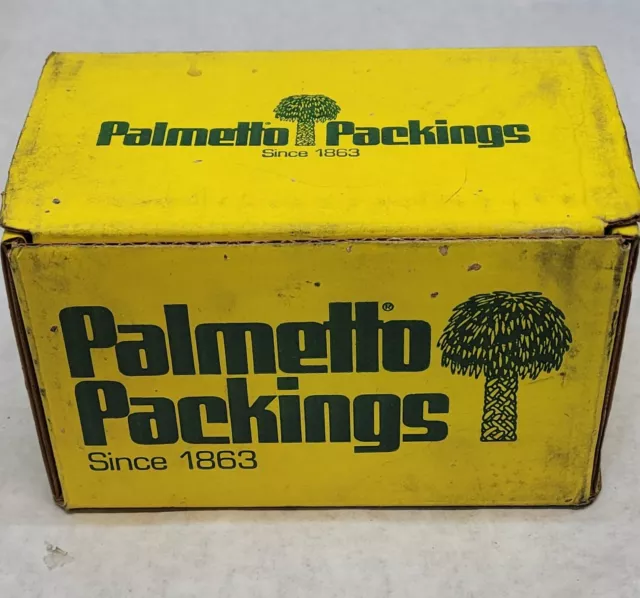 Palmetto Packings
Since 1863
Palmetto®
Packings
Since 1863